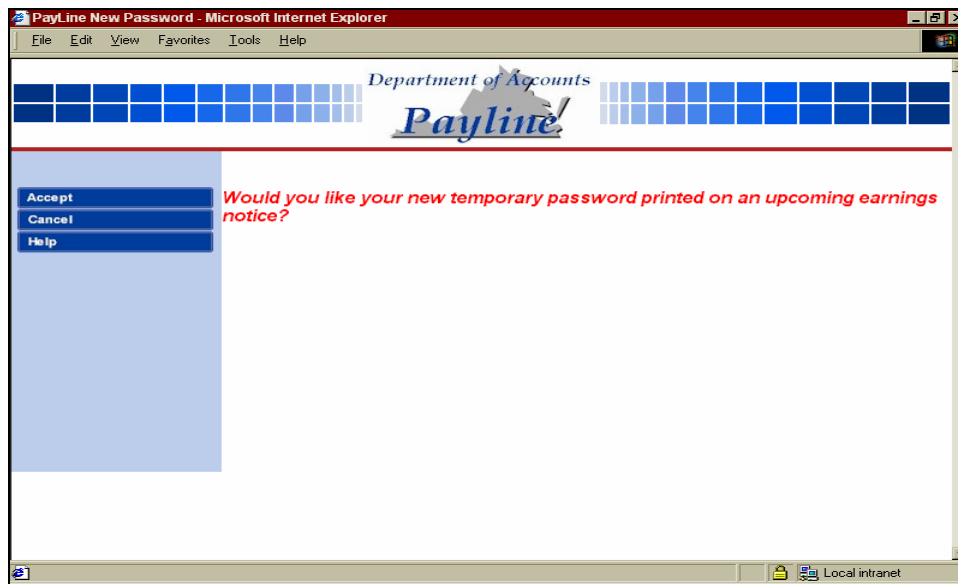 PayLine New Password - Microsoft Internet Explorer
File Edit View Favorites Tools Help
Department of Accounts
Payline
Accept
Cancel
Help
Would you like your new temporary password printed on an upcoming earnings
notice?
Local intranet